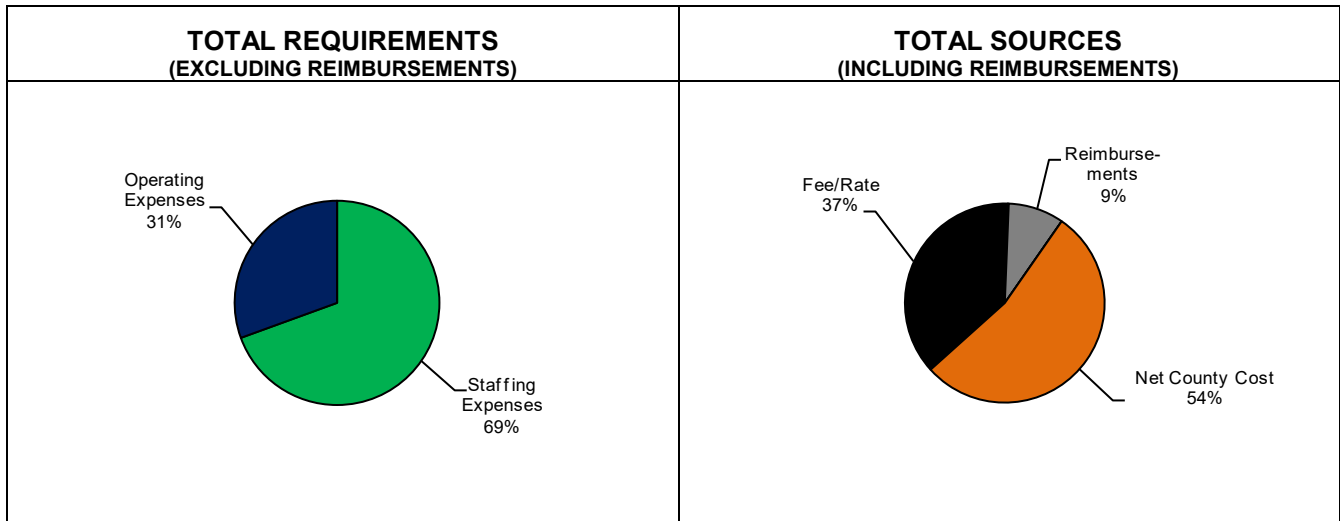 TOTAL REQUIREMENTS
(EXCLUDING REIMBURSEMENTS)
Operating
Expenses
31%
Staffing
Expenses
69%
TOTAL SOURCES
(INCLUDING REIMBURSEMENTS)
Reimburse-
ments
9%
Fee/Rate
37%
Net County Cost
54%